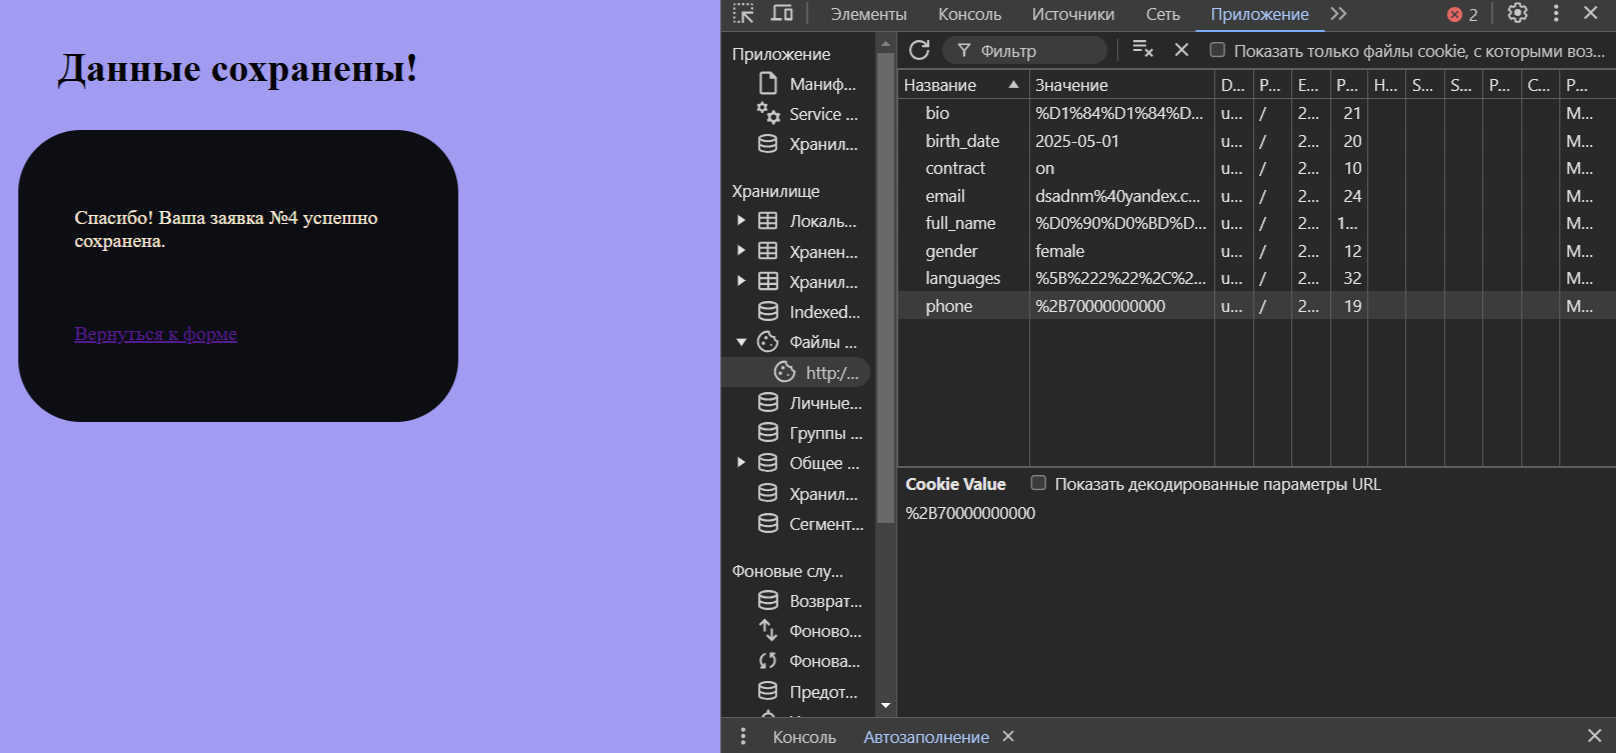 Данные сохранены!
Спасибо! Ваша заявка №4 успешно
сохранена.
Вернуться к форме
Элементы Консоль Источники Сеть Приложение 2
Приложение
Маниф...
Service ...
Хранил...
Хранилище
Локаль...
Хранен...
Хранил...
Indexed...
Файлы ...
http:/...
Личные...
Группы ...
Общее ...
Хранил...
Сегмент...
Фоновые слу...
Возврат...
Фоново...
Фонова...
Предот...
Фильтр Показать только файлы cookie, с которыми воз...
Название Значение D... P... E... P... H... S... S... P... C... P...
bio %D1%84%D1%84%D... u... / 2... 21 M...
birth_date 2025-05-01 u... / 2... 20 M...
contract on u... / 2... 10 M...
email dsadnm%40yandex.c... u... / 2... 24 M...
full_name %D0%90%D0%BD%D... u... / 2... 1... M...
gender female u... / 2... 12 M...
languages %5B%222%22%2C%2... u... / 2... 32 M...
phone %2B70000000000 u... / 2... 19 M...
Cookie Value Показать декодированные параметры URL
%2B70000000000
Консоль Автозаполнение